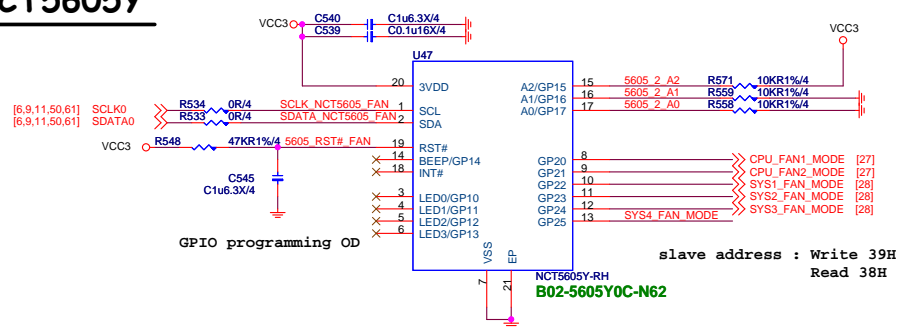 NCT5605Y
VCC3
C540 C1u6.3X/4
C539 C0.1u16X/4
VCC3
U47
20 3VDD
A2/GP15 15 5605_2_A2 R571 10KR1%/4
A1/GP16 16 5605_2_A1 R559 10KR1%/4
A0/GP17 17 5605_2_A0 R558 10KR1%/4
[6,9,11,50,61] SCLK0 R534 0R/4 SCLK_NCT5605_FAN 1 SCL
[6,9,11,50,61] SDATA0 R533 0R/4 SDATA_NCT5605_FAN 2 SDA
VCC3 R548 47KR1%/4 5605_RST#_FAN 19 RST#
14 BEEP/GP14
18 INT#
C545
C1u6.3X/4
3 LED0/GP10
4 LED1/GP11
5 LED2/GP12
6 LED3/GP13
GP20 8 CPU_FAN1_MODE [27]
GP21 9 CPU_FAN2_MODE [27]
GP22 10 SYS1_FAN_MODE [28]
GP23 11 SYS2_FAN_MODE [28]
GP24 12 SYS3_FAN_MODE [28]
GP25 13 SYS4_FAN_MODE
GPIO programming OD
VSS
EP
7
21
NCT5605Y-RH
B02-5605Y0C-N62
slave address : Write 39H
Read 38H